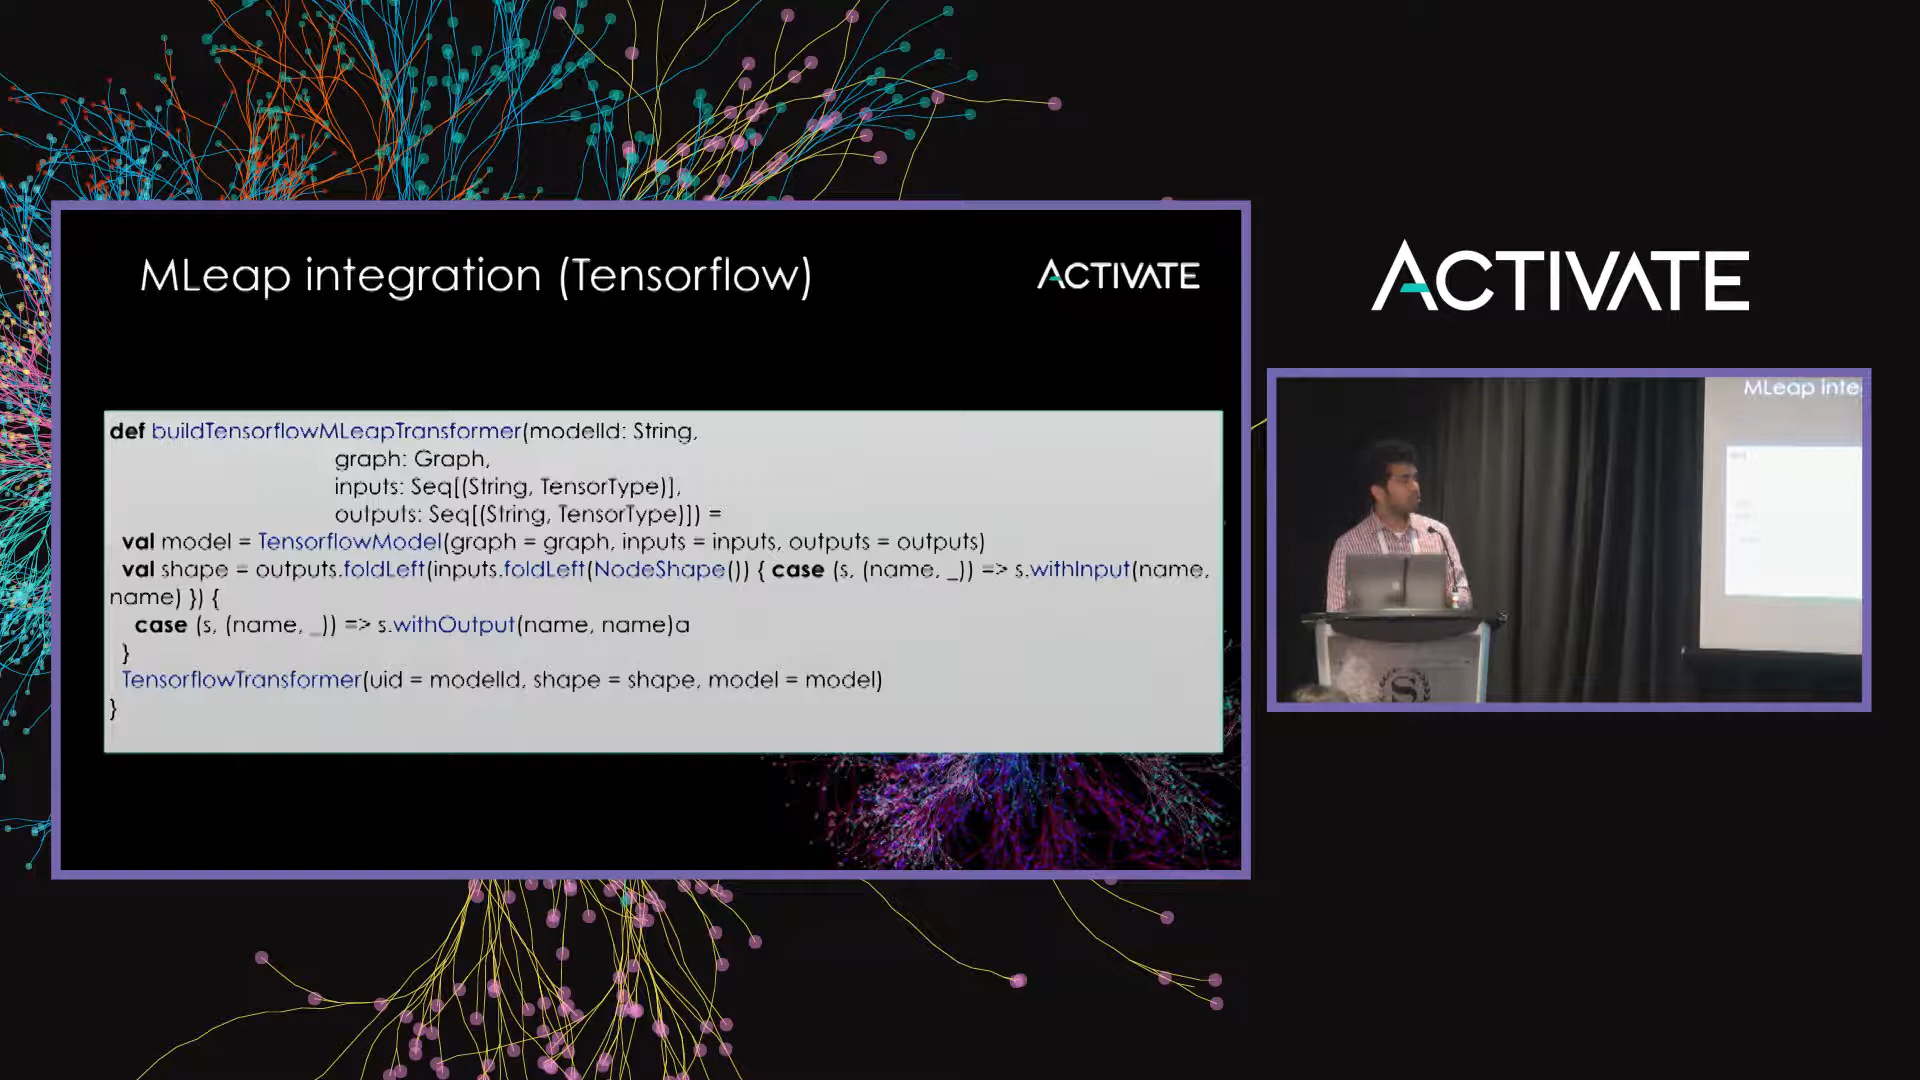 MLeap integration (Tensorflow)
ACTIVATE
def buildTensorflowMLeapTransformer(modelId: String,
graph: Graph,
inputs: Seq[(String, TensorType)],
outputs: Seq[(String, TensorType)]) =
val model = TensorflowModel(graph = graph, inputs = inputs, outputs = outputs)
val shape = outputs.foldLeft(inputs.foldLeft(NodeShape()) { case (s, (name, _)) => s.withInput(name,
name) }) {
case (s, (name, _)) => s.withOutput(name, name)a
}
TensorflowTransformer(uid = modelId, shape = shape, model = model)
}
ACTIVATE
MLeap inte
S